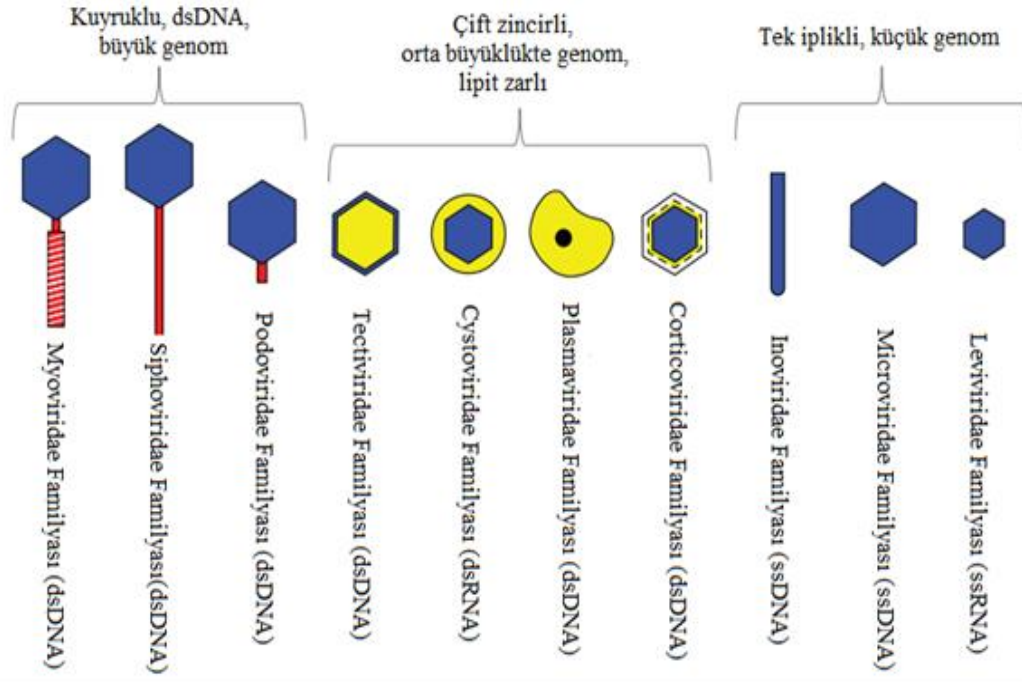 Kuyruklu, dsDNA,
büyük genom
Çift zincirli,
orta büyüklükte genom,
lipit zarlı
Tek iplikli, küçük genom
Myoviridae Familyası (dsDNA)
Siphoviridae Familyası(dsDNA)
Podoviridae Familyası (dsDNA)
Tectiviridae Familyası (dsDNA)
Cystoviridae Familyası (dsRNA)
Plasmaviridae Familyası (dsDNA)
Corticoviridae Familyası (dsDNA)
Inoviridae Familyası (ssDNA)
Microviridae Familyası (ssDNA)
Leviviridae Familyası (ssRNA)